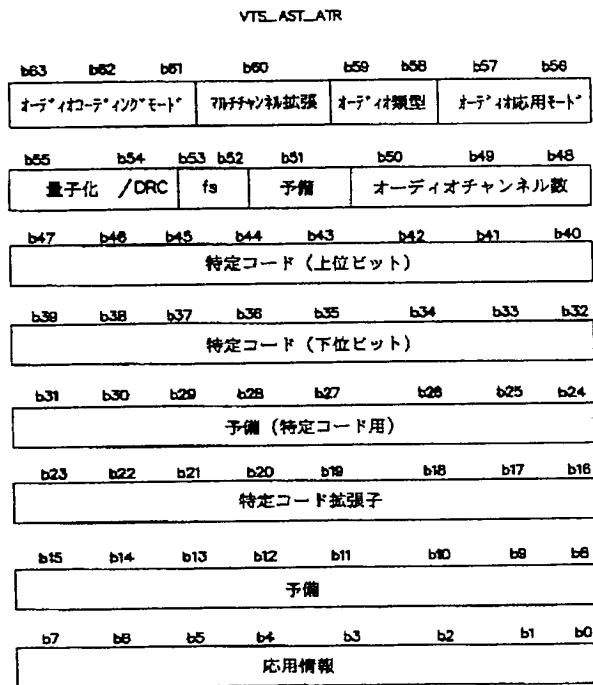 VTS_AST_ATR
b63 b62 b61 b60 b59 b58 b57 b56
オーディオコーディングモード マルチチャンネル拡張 オーディオ類型 オーディオ応用モード
b55 b54 b53 b52 b51 b50 b49 b48
量子化 /DRC fs 予備 オーディオチャンネル数
b47 b46 b45 b44 b43 b42 b41 b40
特定コード (上位ビット)
b39 b38 b37 b36 b35 b34 b33 b32
特定コード (下位ビット)
b31 b30 b29 b28 b27 b26 b25 b24
予備 (特定コード用)
b23 b22 b21 b20 b19 b18 b17 b16
特定コード拡張子
b15 b14 b13 b12 b11 b10 b9 b8
予備
b7 b6 b5 b4 b3 b2 b1 b0
応用情報